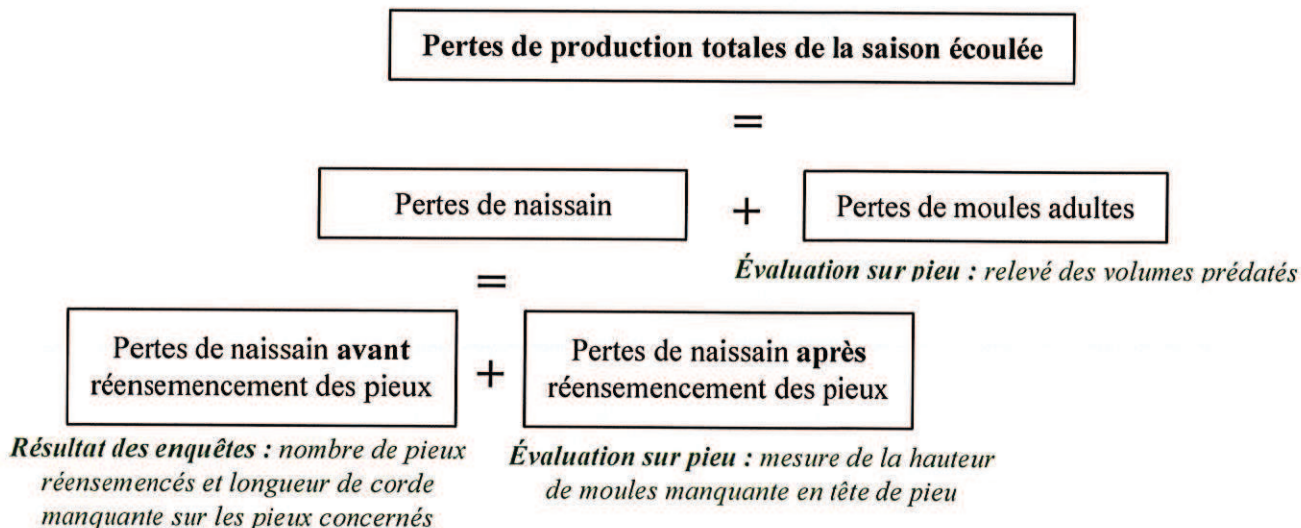 Pertes de production totales de la saison écoulée
=
Pertes de naissain
+
Pertes de moules adultes
Évaluation sur pieu : relevé des volumes prédatés
=
Pertes de naissain avant
réensemencement des pieux
+
Pertes de naissain après
réensemencement des pieux
Résultat des enquêtes : nombre de pieux
réensemencés et longueur de corde
manquante sur les pieux concernés
Évaluation sur pieu : mesure de la hauteur
de moules manquante en tête de pieu